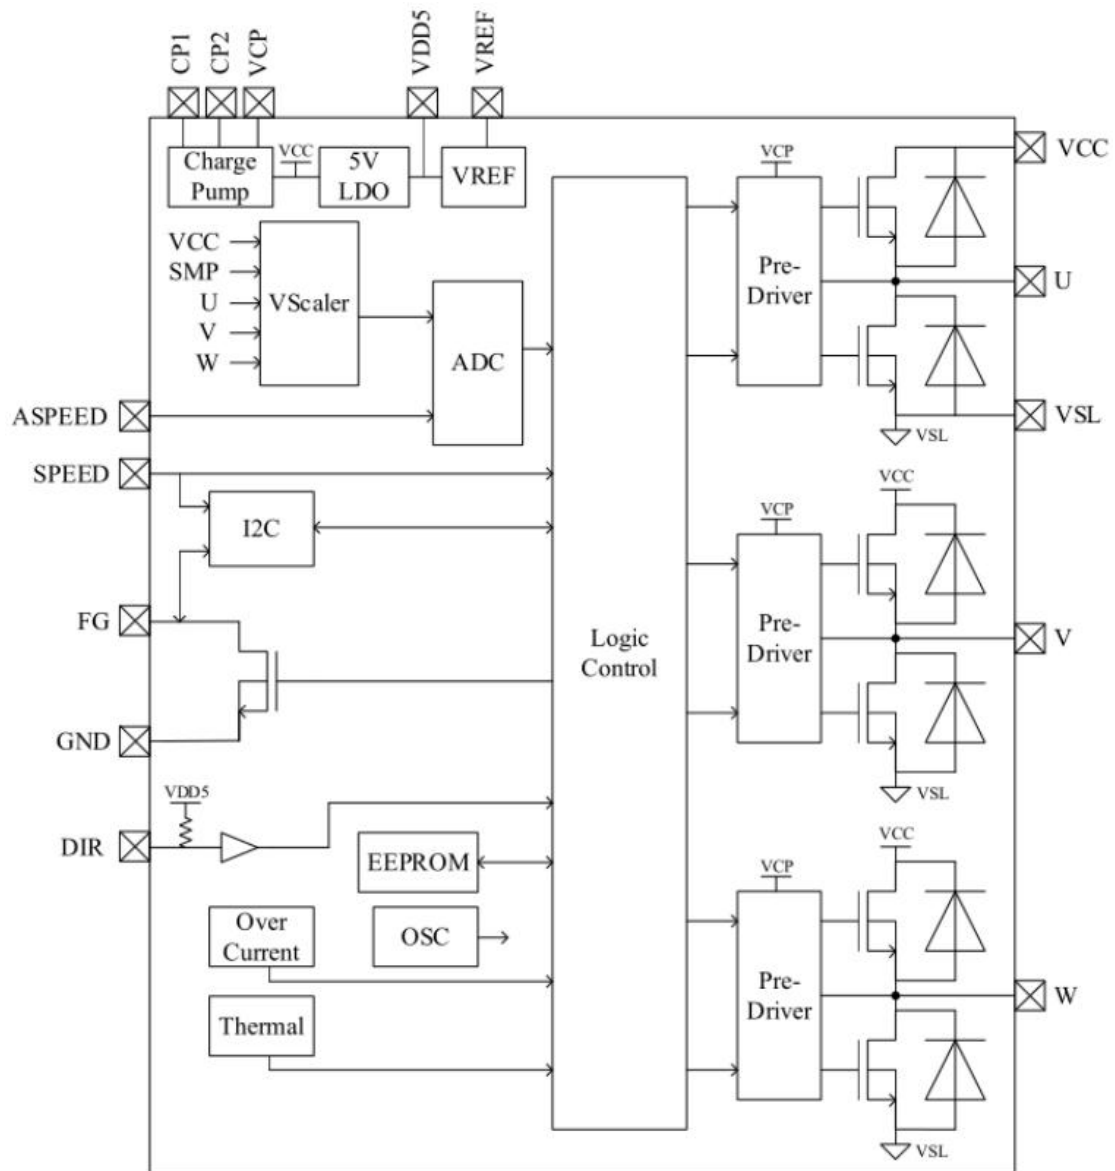 CP1
CP2
VCP
VDD5
VREF
Charge
Pump
VCC
5V
LDO
VREF
VCC
SMP
U
V
W
VScaler
ADC
ASPEED
SPEED
I2C
FG
GND
VDD5
DIR
EEPROM
OSC
Over
Current
Thermal
Logic
Control
VCP
Pre-
Driver
VCC
U
VSL
VSL
VCC
VCP
Pre-
Driver
V
VSL
VCC
VCP
Pre-
Driver
W
VSL